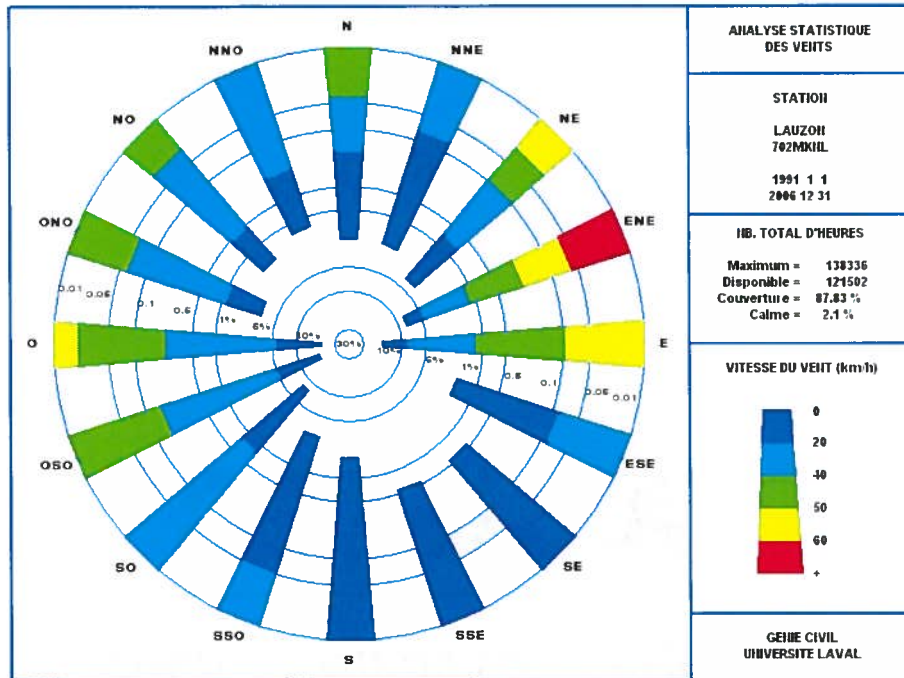 N
NNE
NE
ENE
E
ESE
SE
SSE
S
SSO
SO
OSO
O
ONO
NO
NNO
0.01 0.05 0.1 0.5 1% 5% 10% 30% 10% 5% 1% 0.5 0.1 0.05 0.01
ANALYSE STATISTIQUE
DES VENTS
STATION
LAUZON
702MKHL
1991 1 1
2006 12 31
NB. TOTAL D'HEURES
Maximum = 138336
Disponible = 121502
Couverture = 87.83 %
Calme = 2.1 %
VITESSE DU VENT (km/h)
0
20
40
50
60
+
GENIE CIVIL
UNIVERSITE LAVAL